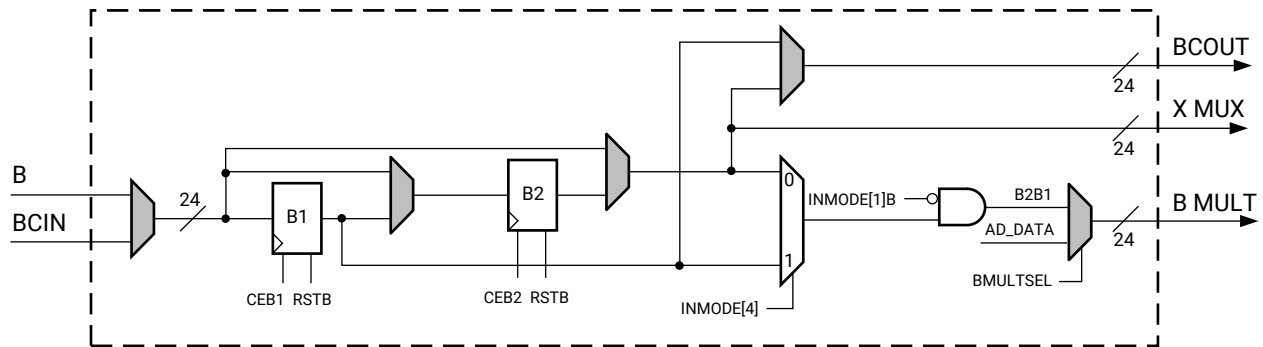 BCOUT
24
X MUX
24
B
24
B2
0
INMODE[1]B
B2B1
B MULT
BCIN
B1
AD_DATA
24
1
BMULTSEL
CEB1 RSTB
CEB2 RSTB
INMODE[4]